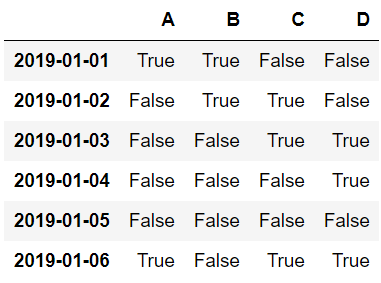 A B C D
2019-01-01 True True False False
2019-01-02 False True True False
2019-01-03 False False True True
2019-01-04 False False False True
2019-01-05 False False False False
2019-01-06 True False True True